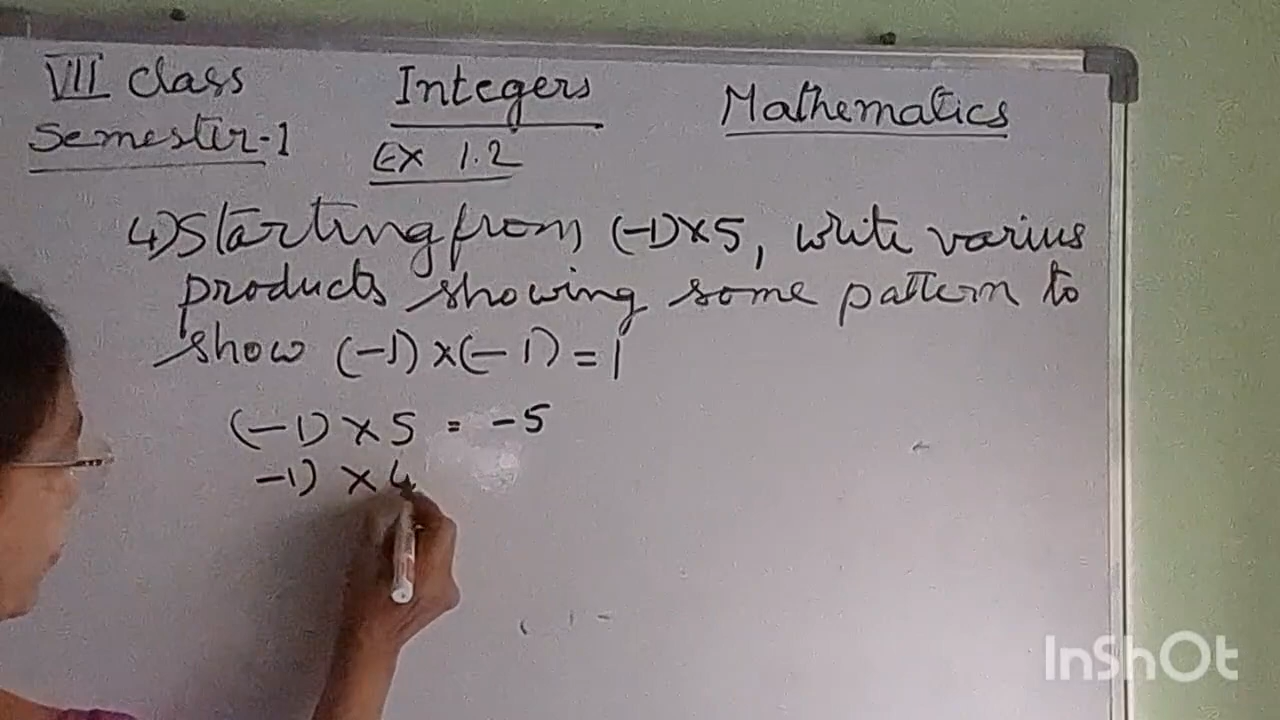 VII class
Integers
Mathematics
Semester-1
Ex 1.2
4) Starting from (-1)×5, write varius
products showing some pattern to
show (-1)×(-1)=1
(-1) × 5 = -5
-1) × 4
InShOt